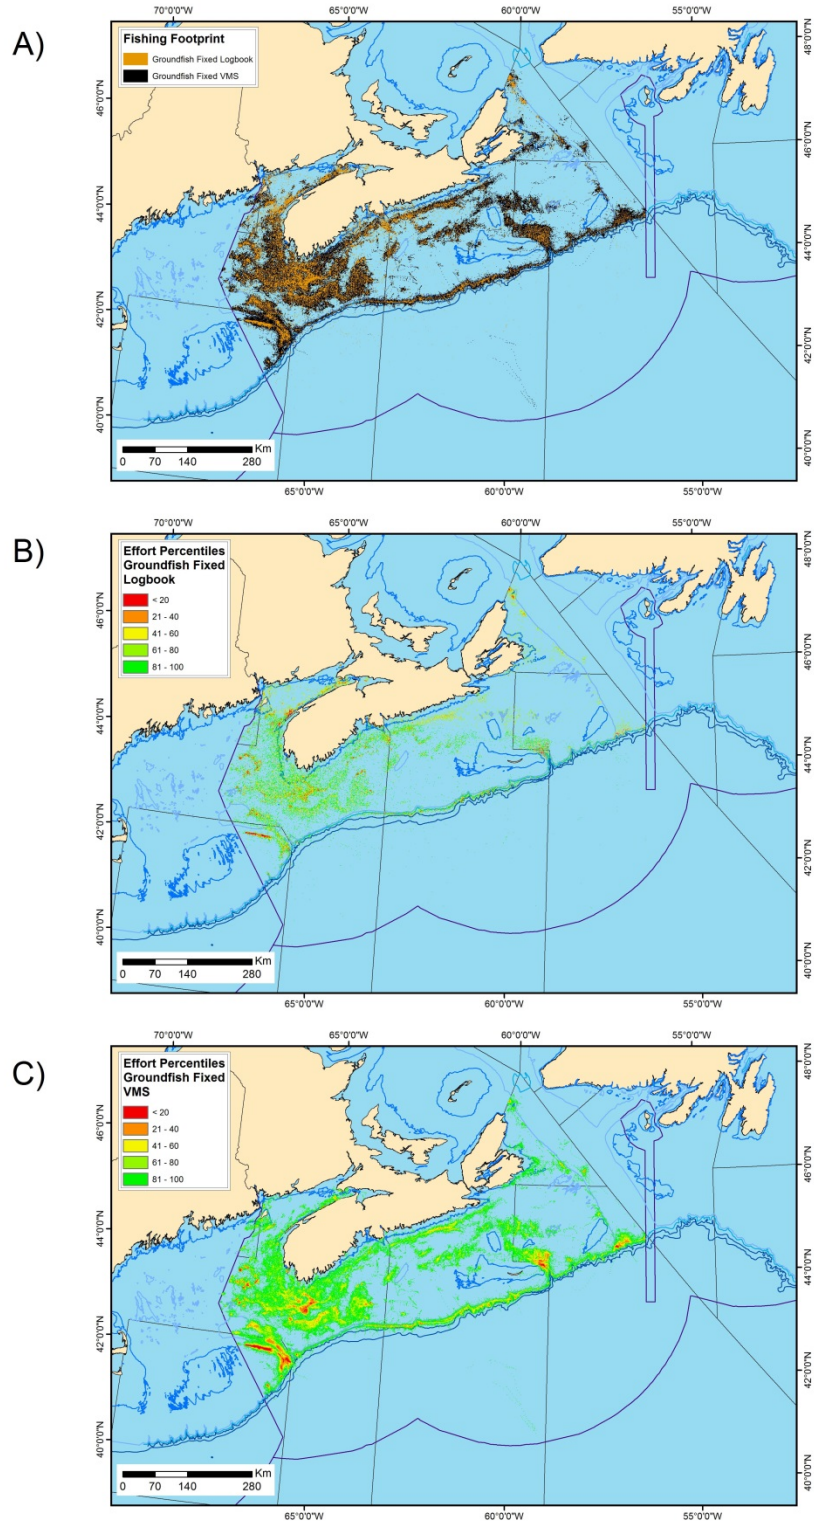 70°0'0"W 65°0'0"W 60°0'0"W 55°0'0"W
A)
Fishing Footprint
Groundfish Fixed Logbook
Groundfish Fixed VMS
48°0'0"N
46°0'0"N 46°0'0"N
44°0'0"N 44°0'0"N
42°0'0"N 42°0'0"N
40°0'0"N 40°0'0"N
Km
0 70 140 280
65°0'0"W 60°0'0"W 55°0'0"W
70°0'0"W 65°0'0"W 60°0'0"W 55°0'0"W
B)
Effort Percentiles
Groundfish Fixed
Logbook
< 20
21 - 40
41 - 60
61 - 80
81 - 100
48°0'0"N
46°0'0"N 46°0'0"N
44°0'0"N 44°0'0"N
42°0'0"N 42°0'0"N
40°0'0"N 40°0'0"N
Km
0 70 140 280
65°0'0"W 60°0'0"W 55°0'0"W
70°0'0"W 65°0'0"W 60°0'0"W 55°0'0"W
C)
Effort Percentiles
Groundfish Fixed
VMS
< 20
21 - 40
41 - 60
61 - 80
81 - 100
48°0'0"N
46°0'0"N 46°0'0"N
44°0'0"N 44°0'0"N
42°0'0"N 42°0'0"N
40°0'0"N 40°0'0"N
Km
0 70 140 280
65°0'0"W 60°0'0"W 55°0'0"W